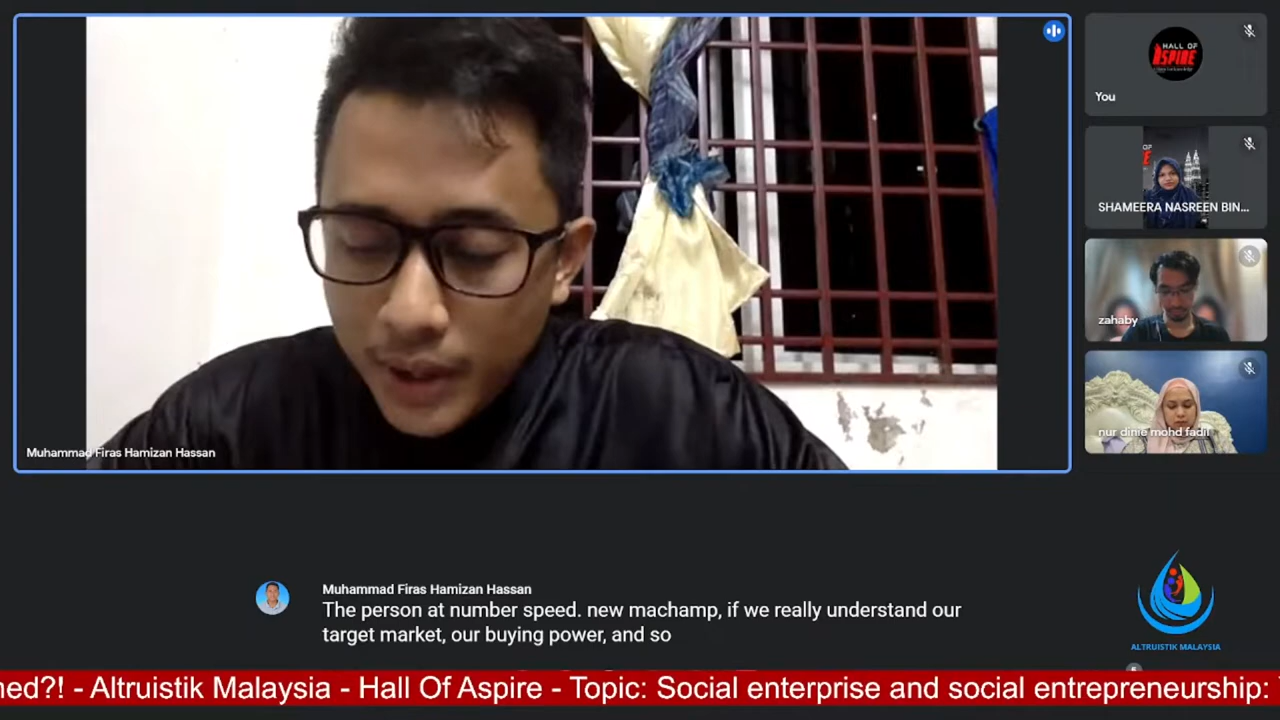 HALL OF
ASPIRE
You
OF
SHAMEERA NASREEN BIN...
zahaby
nur dinie mohd fadil
Muhammad Firas Hamizan Hassan
Muhammad Firas Hamizan Hassan
The person at number speed. new machamp, if we really understand our
target market, our buying power, and so
ALTRUISTIK MALAYSIA
ned?! - Altruistik Malaysia - Hall Of Aspire - Topic: Social enterprise and social entrepreneurship: